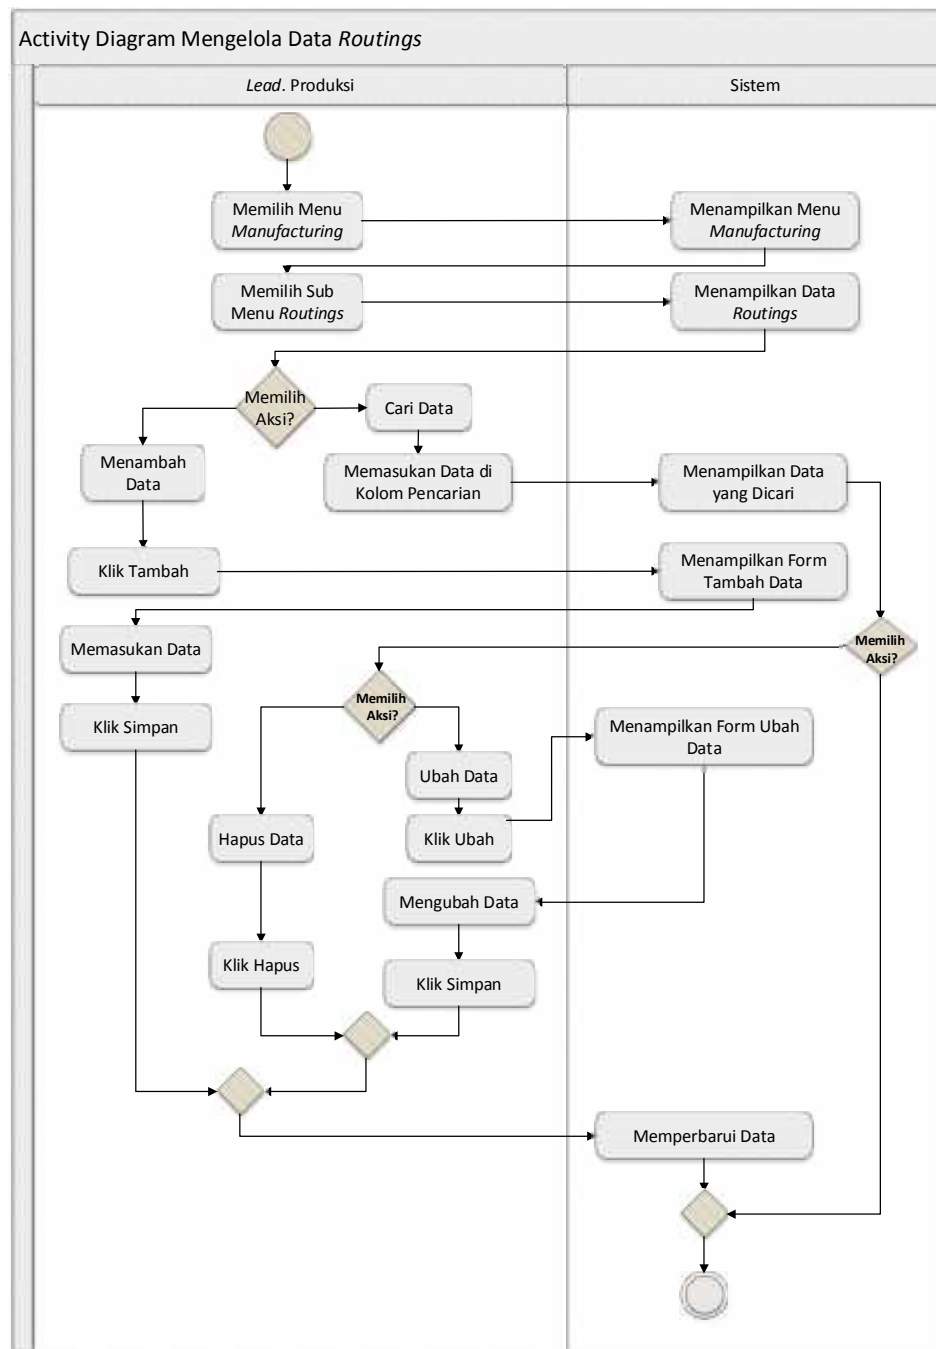 Activity Diagram Mengelola Data Routings
Lead. Produksi
Sistem
Memilih Menu
Manufacturing
Menampilkan Menu
Manufacturing
Memilih Sub
Menu Routings
Menampilkan Data
Routings
Memilih
Aksi?
Cari Data
Menambah
Data
Memasukan Data di
Kolom Pencarian
Menampilkan Data
yang Dicari
Klik Tambah
Menampilkan Form
Tambah Data
Memasukan Data
Memilih
Aksi?
Memilih
Aksi?
Klik Simpan
Menampilkan Form Ubah
Data
Ubah Data
Hapus Data
Klik Ubah
Mengubah Data
Klik Hapus
Klik Simpan
Memperbarui Data